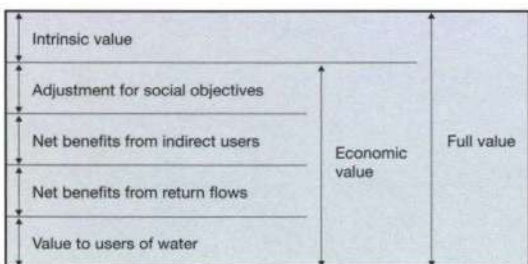 Intrinsic value
Adjustment for social objectives
Net benefits from indirect users
Net benefits from return flows
Value to users of water
Economic
value
Full value